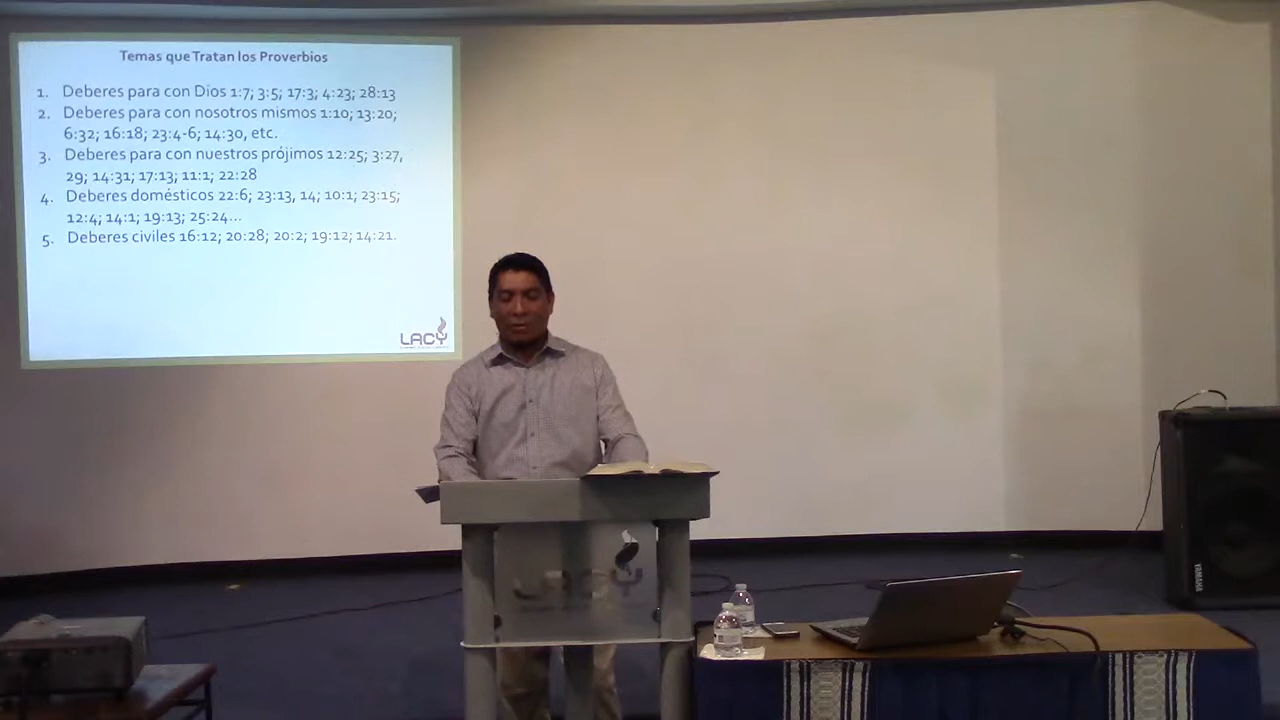 Temas que Tratan los Proverbios
1. Deberes para con Dios 1:7; 3:5; 17:3; 4:23; 28:13
2. Deberes para con nosotros mismos 1:10; 13:20;
6:32; 16:18; 23:4-6; 14:30, etc.
3. Deberes para con nuestros prójimos 12:25; 3:27,
29; 14:31; 17:13; 11:1; 22:28
4. Deberes domésticos 22:6; 23:13, 14; 10:1; 23:15;
12:4; 14:1; 19:13; 25:24...
5. Deberes civiles 16:12; 20:28; 20:2; 19:12; 14:21.
LACY
LACY
YAMAHA